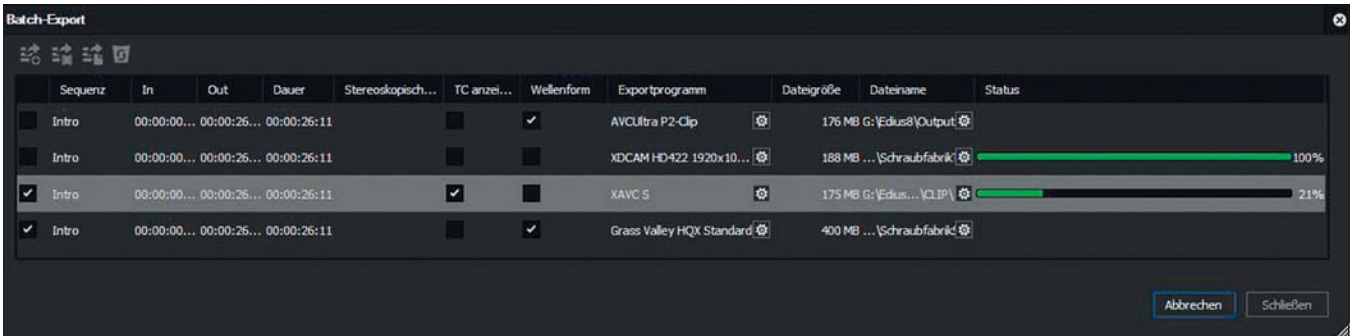 Batch-Export
Sequenz In Out Dauer Stereoskopisch... TC anzei... Wellenform Exportprogramm Dateigröße Dateiname Status
Intro 00:00:00... 00:00:26... 00:00:26:11 AVCUltra P2-Clip 176 MB G:\Edius8\Output
Intro 00:00:00... 00:00:26... 00:00:26:11 XDCAM HD422 1920x10... 188 MB ...\Schraubfabrik 100%
Intro 00:00:00... 00:00:26... 00:00:26:11 XAVC S 175 MB G:\Edius...\CLIP\ 21%
Intro 00:00:00... 00:00:26... 00:00:26:11 Grass Valley HQX Standard 400 MB ...\Schraubfabrik
Abbrechen Schließen